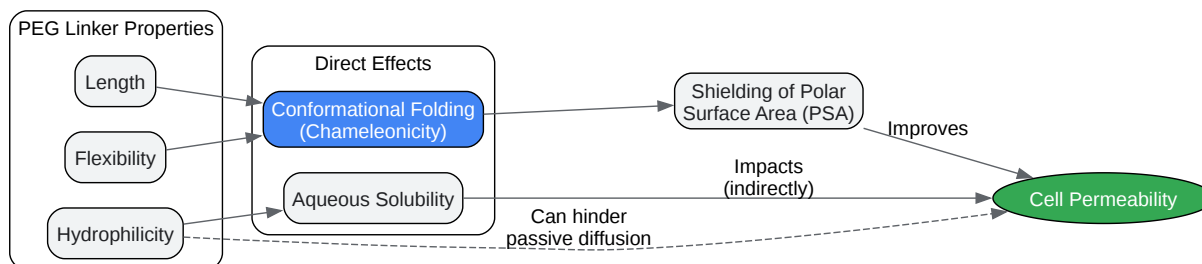 PEG Linker Properties
Length
Flexibility
Hydrophilicity
Direct Effects
Conformational Folding
(Chameleonicity)
Aqueous Solubility
Shielding of Polar
Surface Area (PSA)
Improves
Impacts
(indirectly)
Can hinder
passive diffusion
Cell Permeability